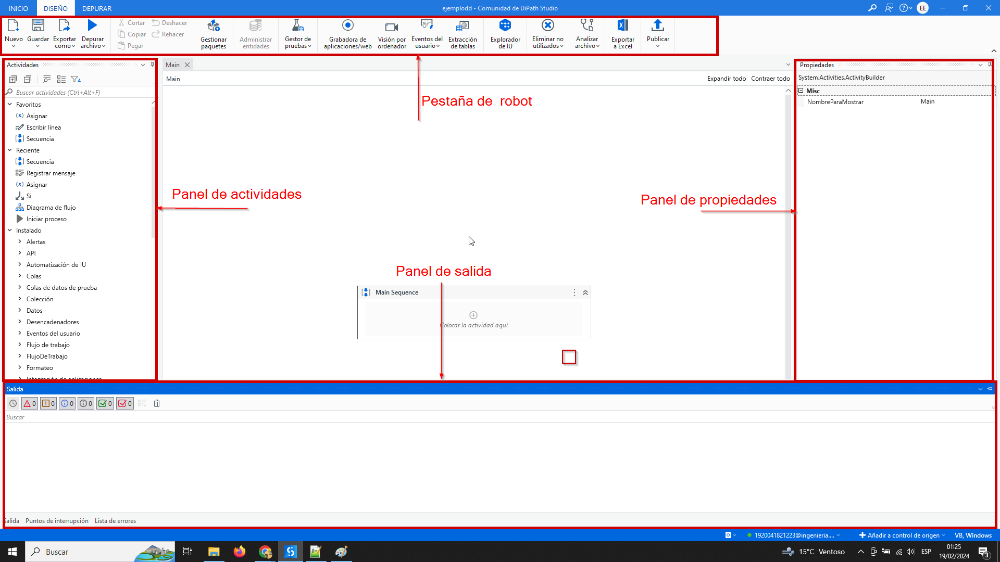 INICIO DISEÑO DEPURAR
ejemplodd - Comunidad de UiPath Studio
EE
Nuevo
Guardar
Exportar como
Depurar archivo
Cortar
Copiar
Pegar
Deshacer
Rehacer
Gestionar paquetes
Administrar entidades
Gestor de pruebas
Grabadora de aplicaciones/web
Visión por ordenador
Eventos del usuario
Extracción de tablas
Explorador de IU
Eliminar no utilizados
Analizar archivo
Exportar a Excel
Publicar
Actividades
4
Buscar actividades (Ctrl+Alt+F)
Favoritos
Asignar
Escribir línea
Secuencia
Reciente
Secuencia
Registrar mensaje
Asignar
Si
Diagrama de flujo
Iniciar proceso
Instalado
Alertas
API
Automatización de IU
Colas
Colas de datos de prueba
Colección
Datos
Desencadenadores
Eventos del usuario
Flujo de trabajo
FlujoDeTrabajo
Formateo
Integración de aplicaciones
Main
Main
Expandir todo Contraer todo
Pestaña de robot
Panel de actividades
Panel de propiedades
Panel de salida
Main Sequence
Colocar la actividad aquí
Propiedades
System.Activities.ActivityBuilder
Misc
NombreParaMostrar Main
Salida
0 0 0 0 0 0
Buscar
Salida Puntos de interrupción Lista de errores
1920041821223@ingenieria.... Añadir a control de origen VB, Windows
Buscar
15°C Ventoso
ESP
01:25
19/02/2024
3